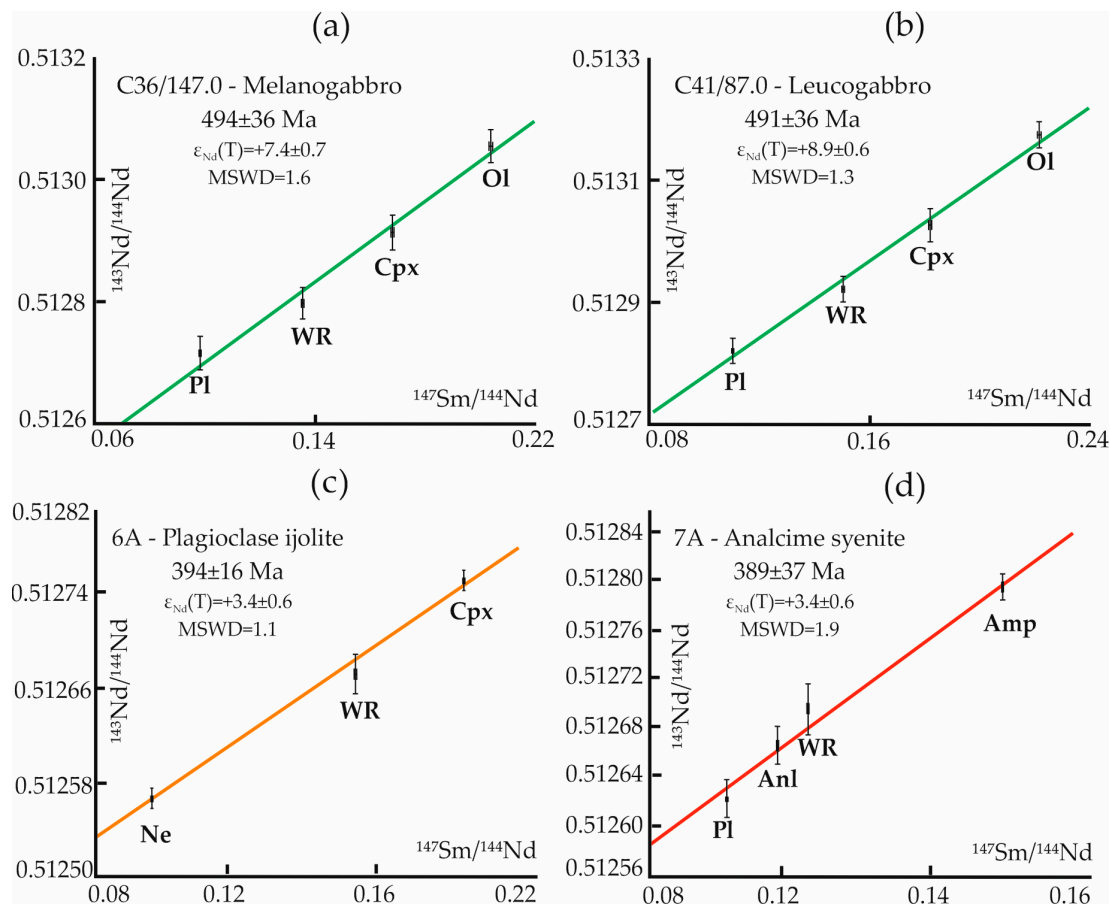 (a)
0.5132
C36/147.0 - Melanogabbro
494±36 Ma
εNd(T)=+7.4±0.7
MSWD=1.6
0.5130
Ol
¹⁴³Nd/¹⁴⁴Nd
Cpx
0.5128
WR
Pl
¹⁴⁷Sm/¹⁴⁴Nd
0.5126
0.06
0.14
0.22
(b)
0.5133
C41/87.0 - Leucogabbro
491±36 Ma
εNd(T)=+8.9±0.6
MSWD=1.3
Ol
0.5131
¹⁴³Nd/¹⁴⁴Nd
Cpx
0.5129
WR
Pl
¹⁴⁷Sm/¹⁴⁴Nd
0.5127
0.08
0.16
0.24
(c)
0.51282
6A - Plagioclase ijolite
394±16 Ma
εNd(T)=+3.4±0.6
MSWD=1.1
0.51274
Cpx
¹⁴³Nd/¹⁴⁴Nd
0.51266
WR
0.51258
Ne
¹⁴⁷Sm/¹⁴⁴Nd
0.51250
0.08
0.12
0.16
0.22
(d)
0.51284
7A - Analcime syenite
389±37 Ma
0.51280
εNd(T)=+3.4±0.6
MSWD=1.9
Amp
0.51276
0.51272
¹⁴³Nd/¹⁴⁴Nd
0.51268
WR
Anl
0.51264
Pl
0.51260
¹⁴⁷Sm/¹⁴⁴Nd
0.51256
0.08
0.12
0.14
0.16